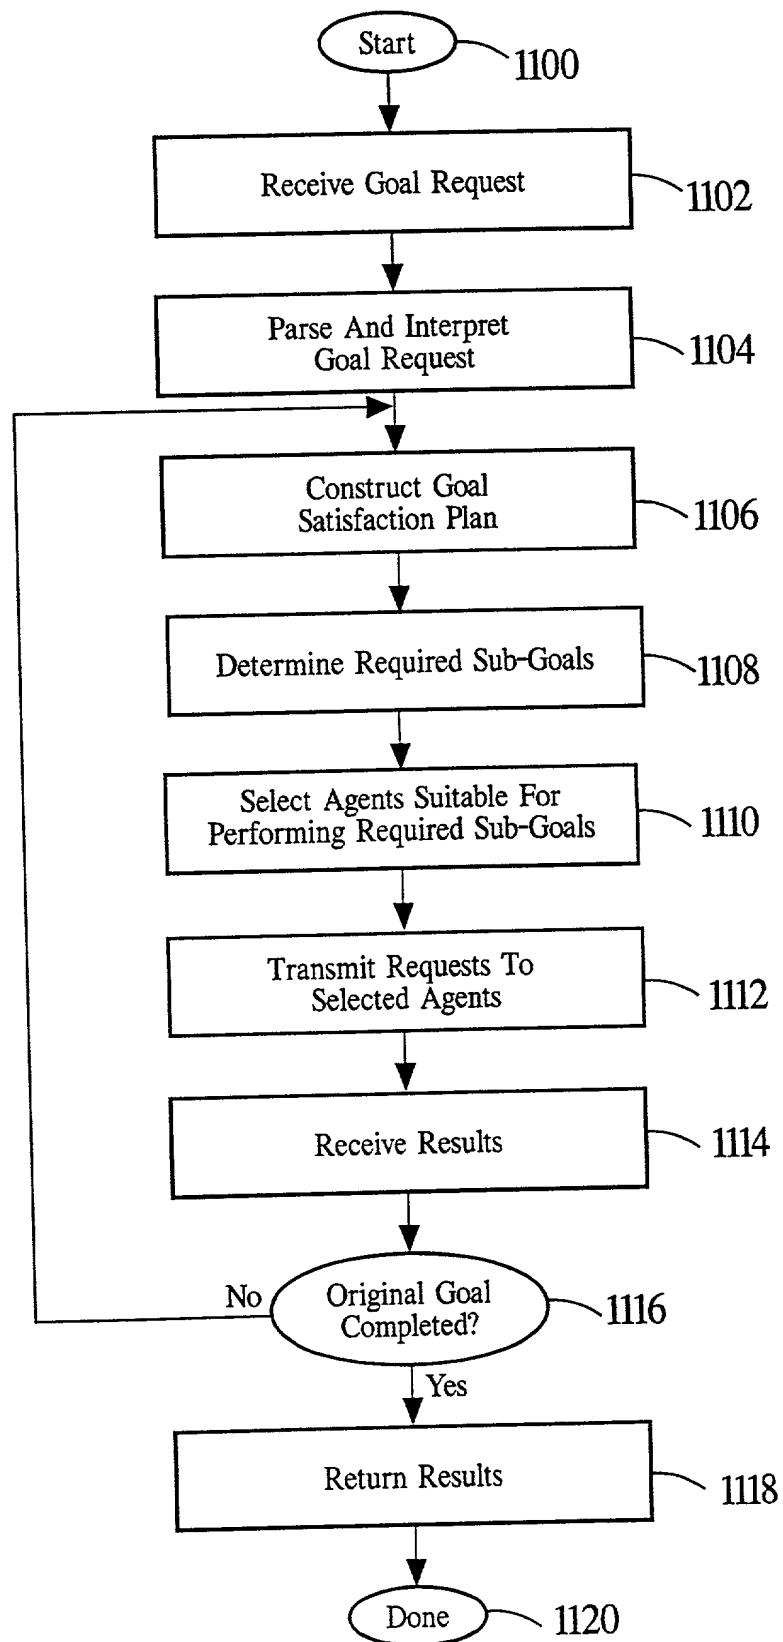 Start
1100
Receive Goal Request
1102
Parse And Interpret
Goal Request
1104
Construct Goal
Satisfaction Plan
1106
Determine Required Sub-Goals
1108
Select Agents Suitable For
Performing Required Sub-Goals
1110
Transmit Requests To
Selected Agents
1112
Receive Results
1114
No
Original Goal
Completed?
1116
Yes
Return Results
1118
Done
1120